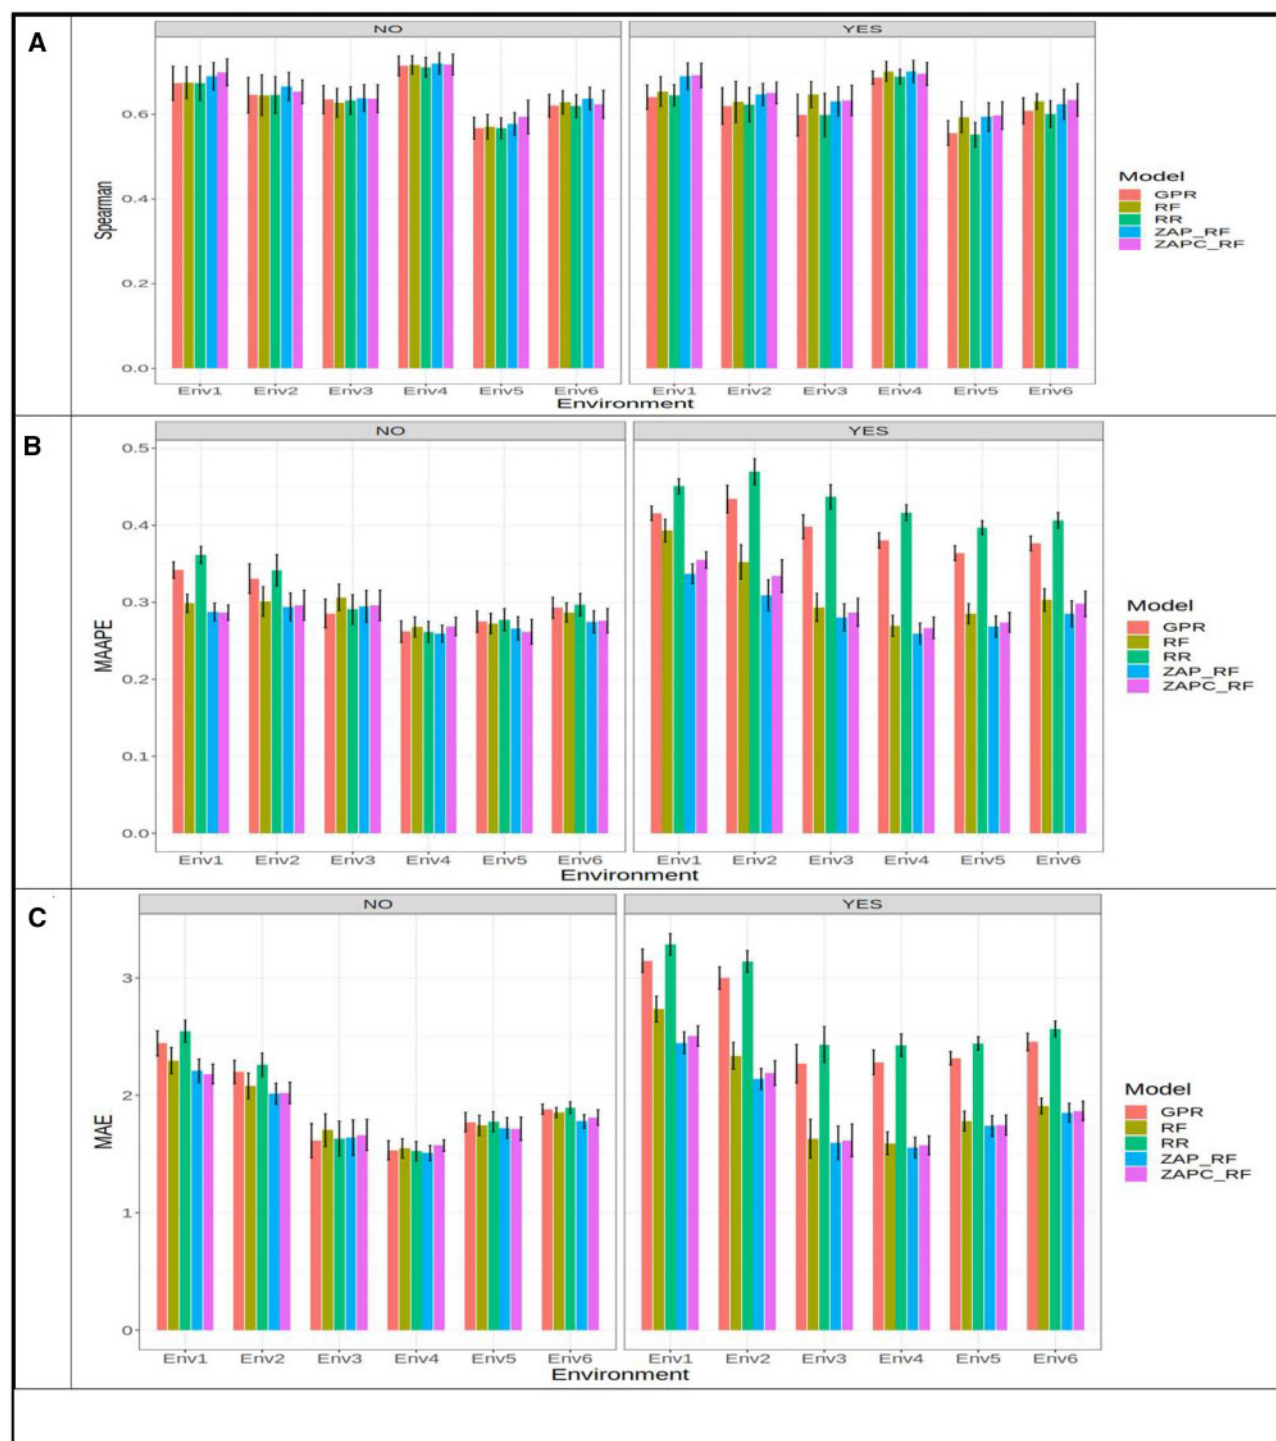 A
NO
YES
0.6
0.4
0.2
0.0
Spearman
Env1 Env2 Env3 Env4 Env5 Env6
Env1 Env2 Env3 Env4 Env5 Env6
Environment
Model
GPR
RF
RR
ZAP_RF
ZAPC_RF
B
NO
YES
0.5
0.4
0.3
0.2
0.1
0.0
MAAPE
Env1 Env2 Env3 Env4 Env5 Env6
Env1 Env2 Env3 Env4 Env5 Env6
Environment
Model
GPR
RF
RR
ZAP_RF
ZAPC_RF
C
NO
YES
3
2
1
0
MAE
Env1 Env2 Env3 Env4 Env5 Env6
Env1 Env2 Env3 Env4 Env5 Env6
Environment
Model
GPR
RF
RR
ZAP_RF
ZAPC_RF